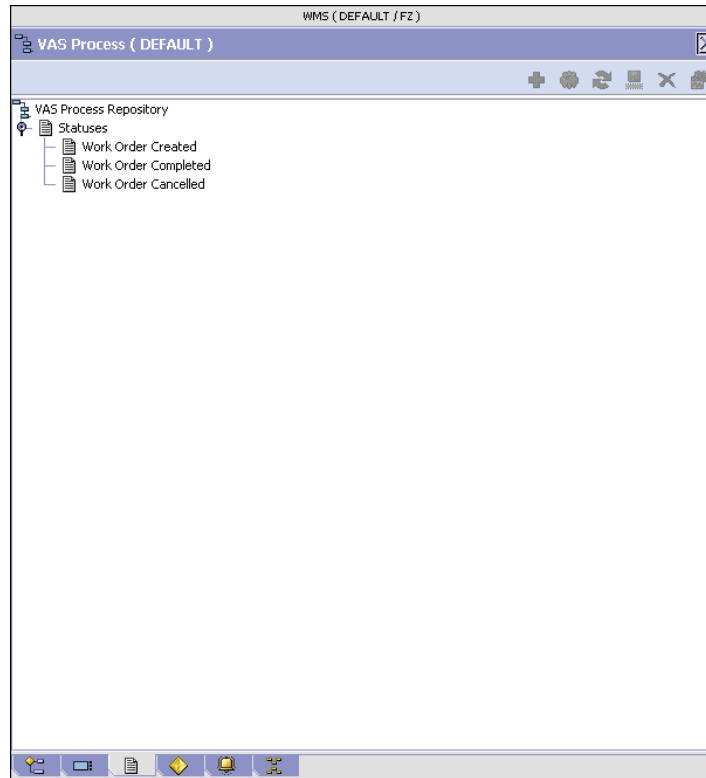 WMS ( DEFAULT / FZ )
VAS Process ( DEFAULT )
VAS Process Repository
Statuses
Work Order Created
Work Order Completed
Work Order Cancelled